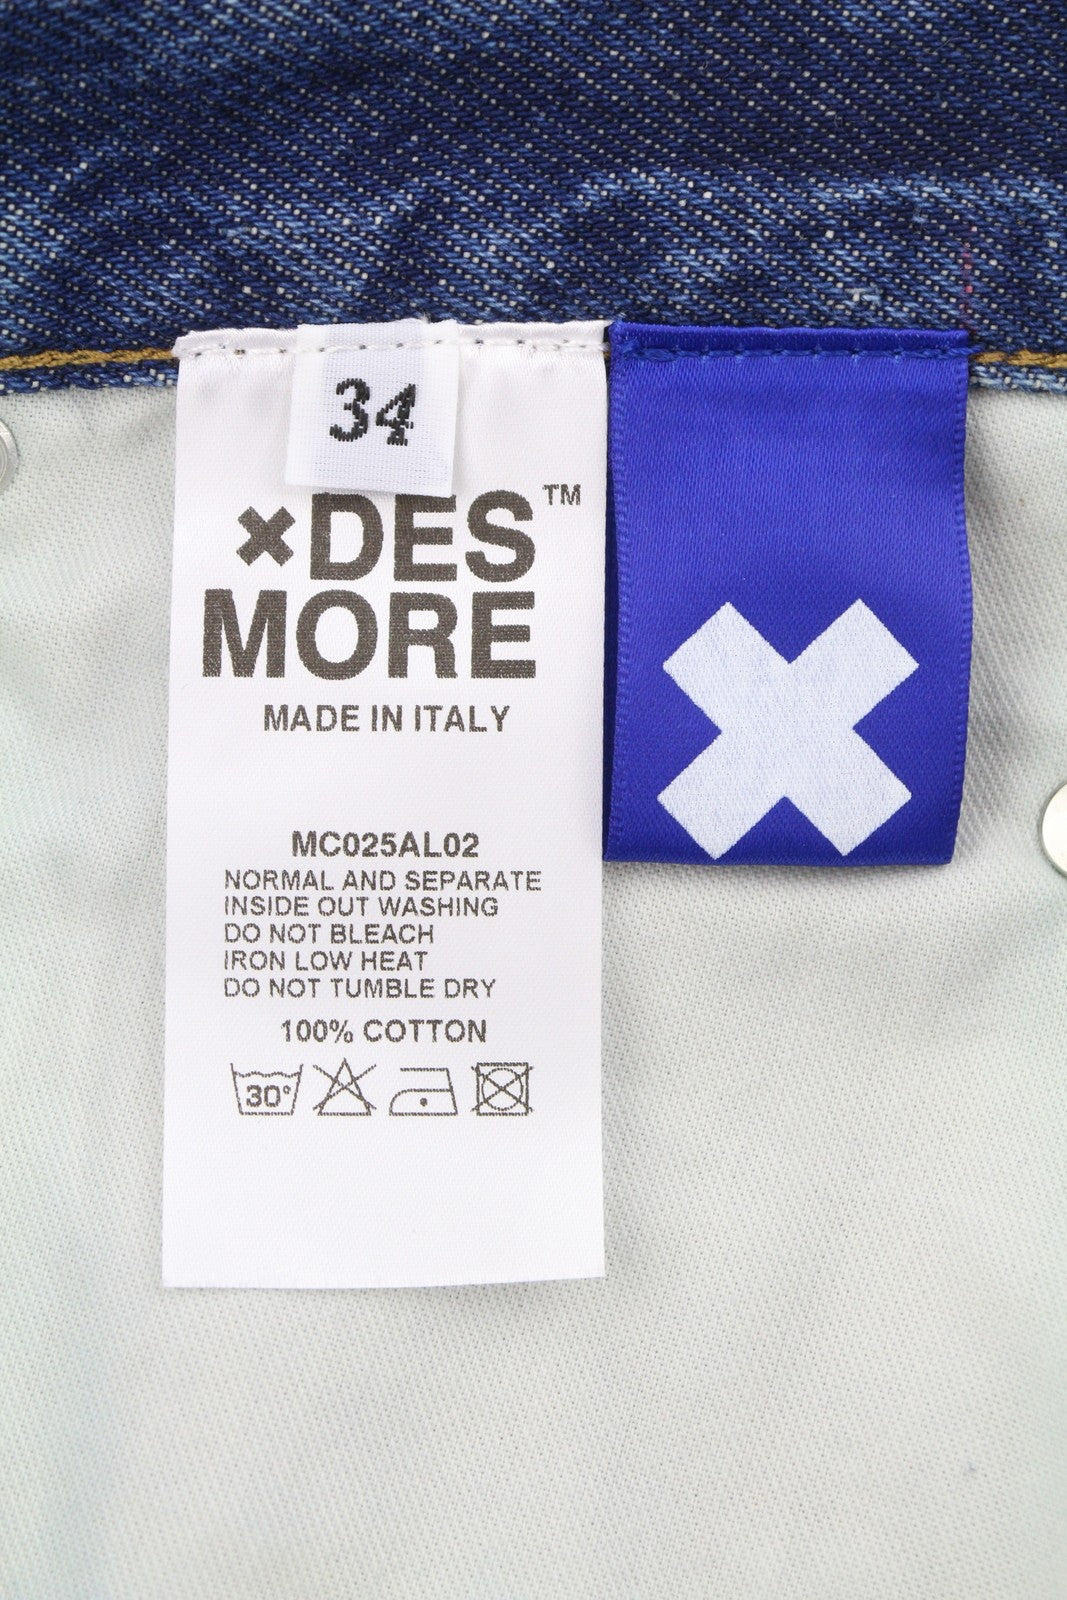 34
×DES™
MORE
MADE IN ITALY
MC025AL02
NORMAL AND SEPARATE
INSIDE OUT WASHING
DO NOT BLEACH
IRON LOW HEAT
DO NOT TUMBLE DRY
100% COTTON
30°